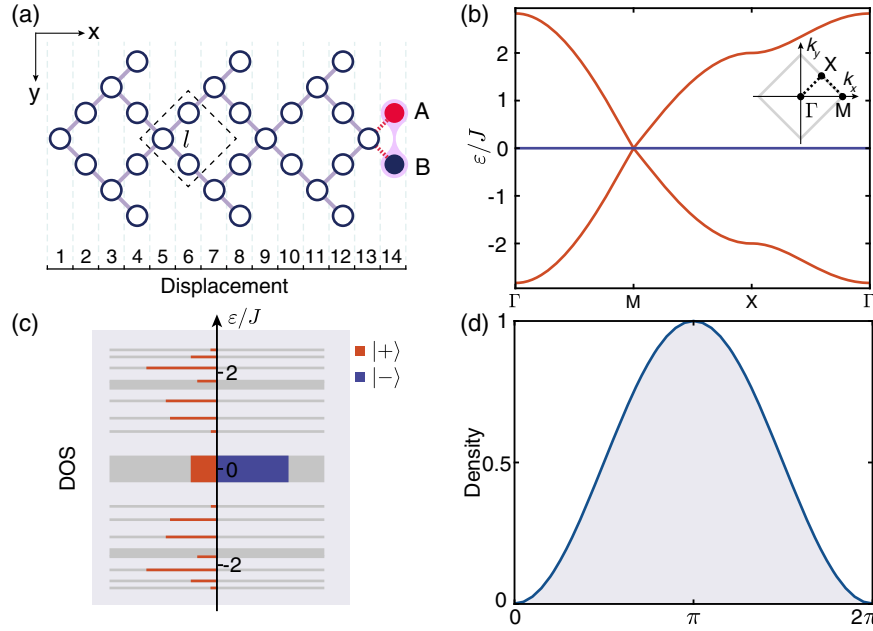 (a)
x
y
l
A
B
1 2 3 4 5 6 7 8 9 10 11 12 13 14
Displacement
(b)
ε/J
2
1
0
-1
-2
Γ M X Γ
k_y
X
k_x
Γ
M
(c)
ε/J
|+⟩
|−⟩
2
0
-2
DOS
(d)
Density
1
0.5
0
0 π 2π